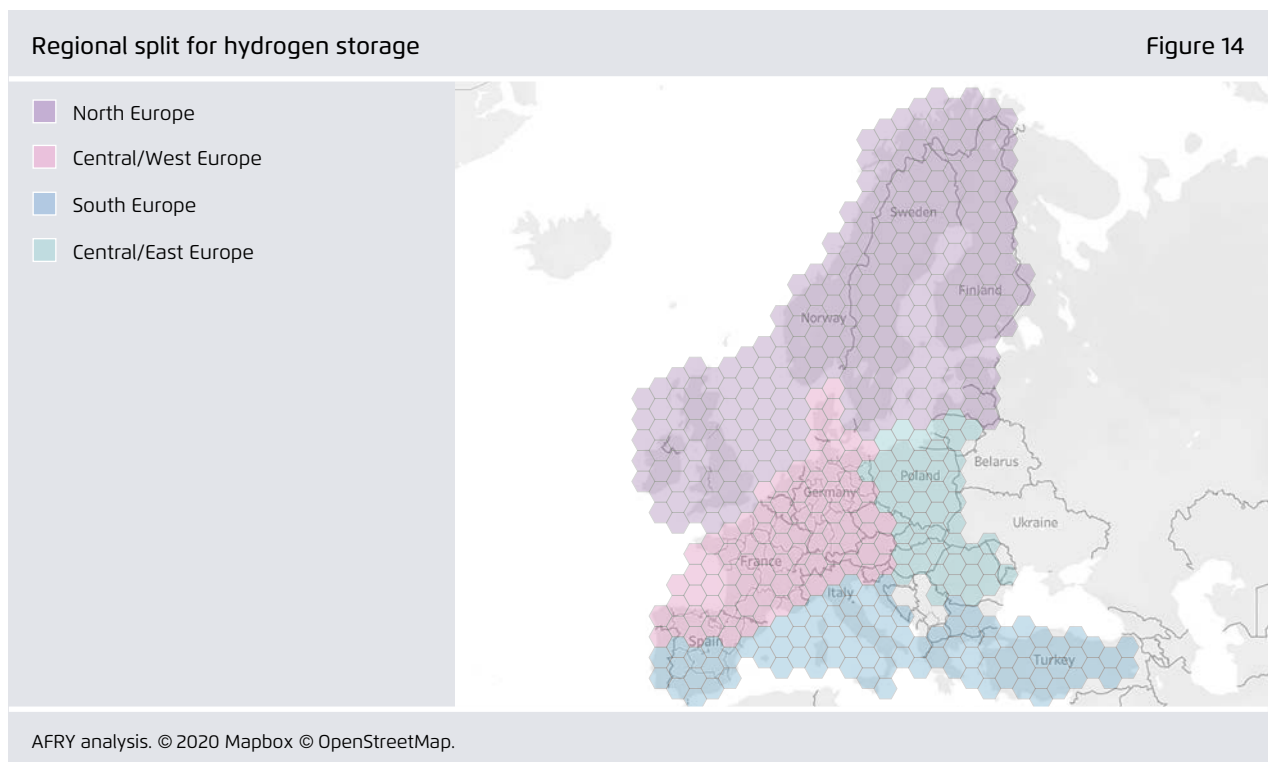 Regional split for hydrogen storage
Figure 14
North Europe
Central/West Europe
South Europe
Central/East Europe
Sweden
Finland
Norway
Belarus
Poland
Germany
Ukraine
France
Italy
Spain
Turkey
AFRY analysis. © 2020 Mapbox © OpenStreetMap.